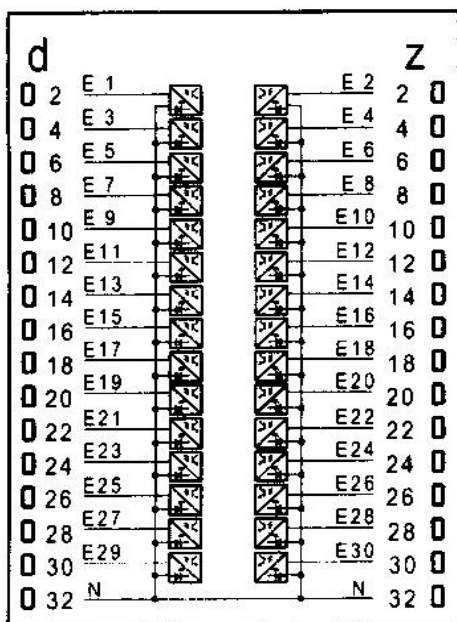 d z
2 E 1 E 2 2
4 E 3 E 4 4
6 E 5 E 6 6
8 E 7 E 8 8
10 E 9 E10 10
12 E11 E12 12
14 E13 E14 14
16 E15 E16 16
18 E17 E18 18
20 E19 E20 20
22 E21 E22 22
24 E23 E24 24
26 E25 E26 26
28 E27 E28 28
30 E29 E30 30
32 N N 32